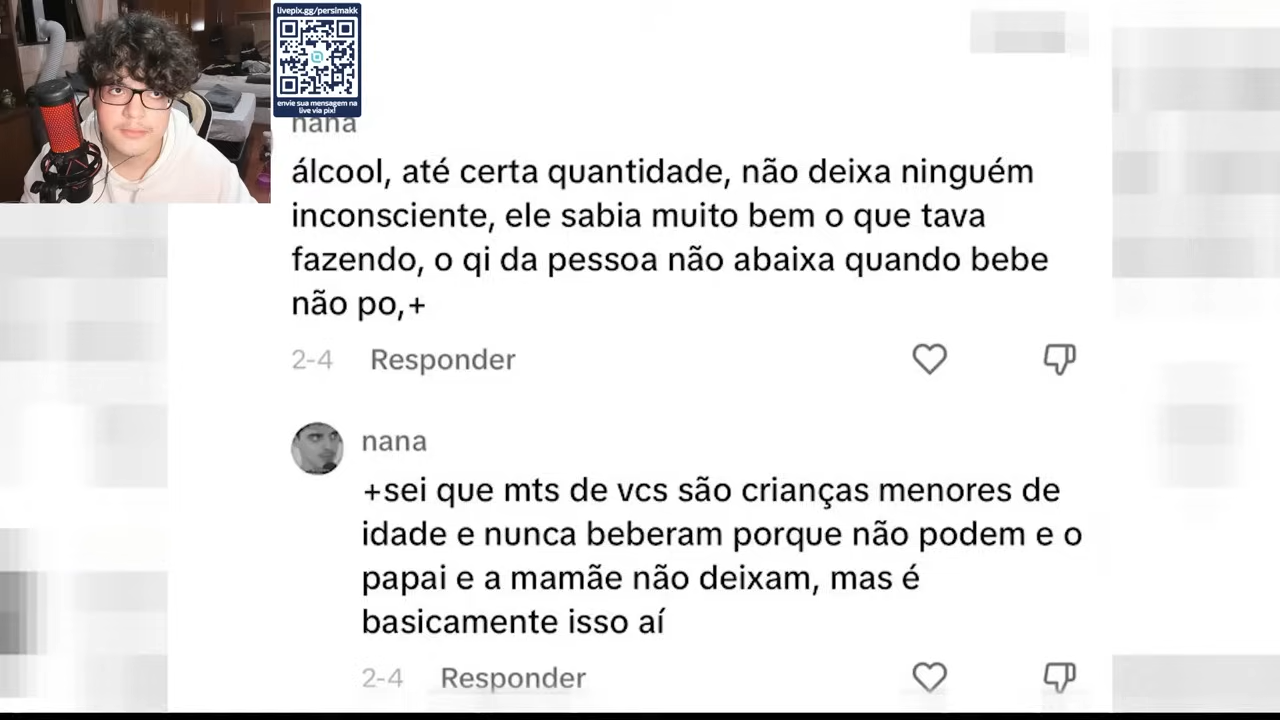 livepix.gg/persimakk
envie sua mensagem na
live via pix!
nana
álcool, até certa quantidade, não deixa ninguém
inconsciente, ele sabia muito bem o que tava
fazendo, o qi da pessoa não abaixa quando bebe
não po,+
2-4 Responder
nana
+sei que mts de vcs são crianças menores de
idade e nunca beberam porque não podem e o
papai e a mamãe não deixam, mas é
basicamente isso aí
2-4 Responder